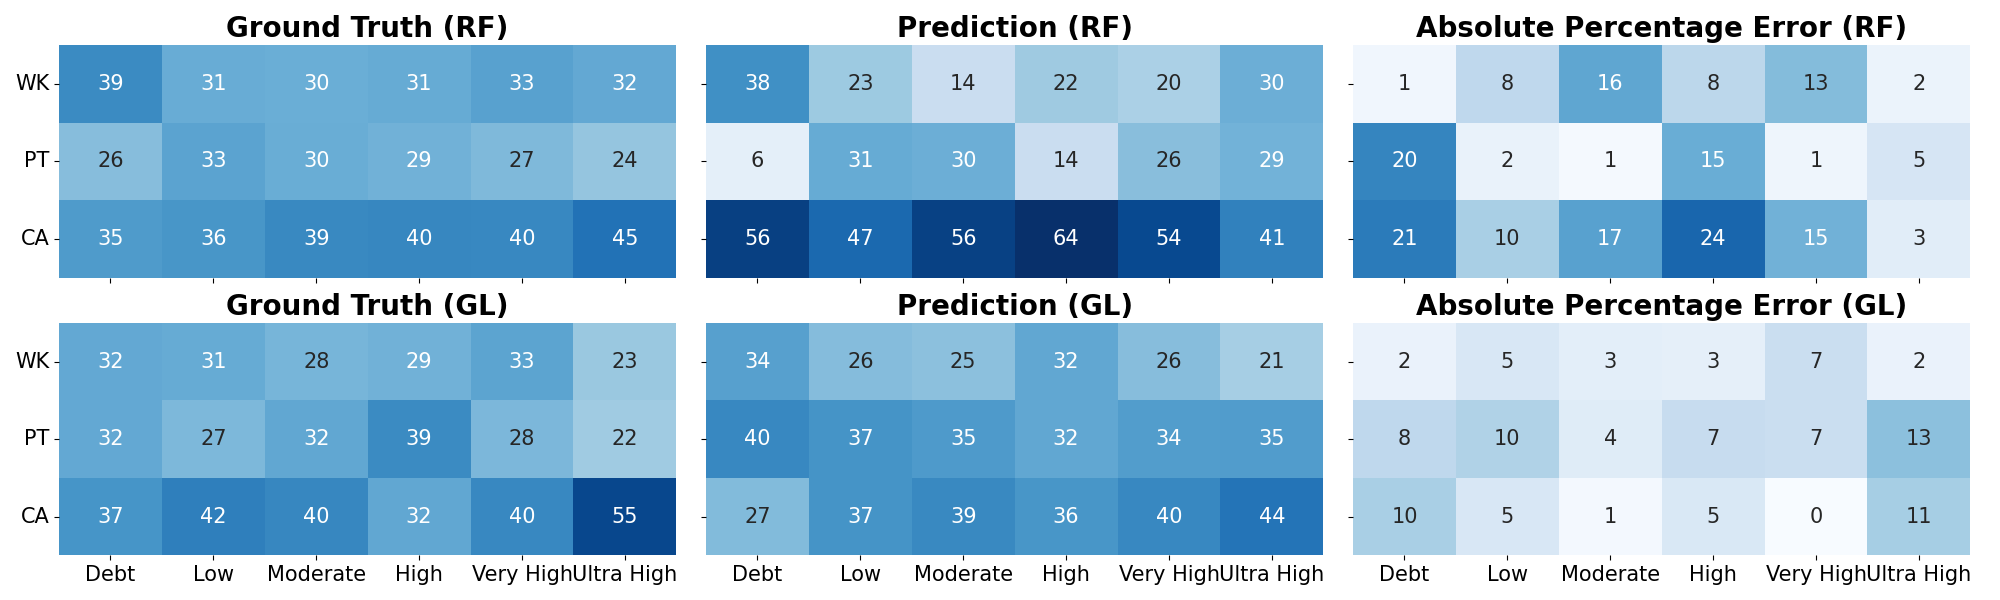 Ground Truth (RF) Prediction (RF) Absolute Percentage Error (RF)
WK 39 31 30 31 33 32 38 23 14 22 20 30 1 8 16 8 13 2
PT 26 33 30 29 27 24 6 31 30 14 26 29 20 2 1 15 1 5
CA 35 36 39 40 40 45 56 47 56 64 54 41 21 10 17 24 15 3
Ground Truth (GL) Prediction (GL) Absolute Percentage Error (GL)
WK 32 31 28 29 33 23 34 26 25 32 26 21 2 5 3 3 7 2
PT 32 27 32 39 28 22 40 37 35 32 34 35 8 10 4 7 7 13
CA 37 42 40 32 40 55 27 37 39 36 40 44 10 5 1 5 0 11
Debt Low Moderate High Very High Ultra High Debt Low Moderate High Very High Ultra High Debt Low Moderate High Very High Ultra High